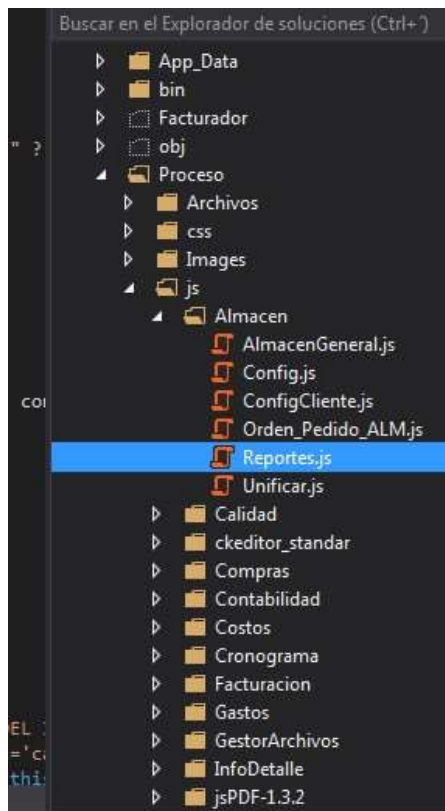 Buscar en el Explorador de soluciones (Ctrl+´)
App_Data
bin
Facturador
" ?
obj
Proceso
Archivos
css
Images
js
Almacen
AlmacenGeneral.js
Config.js
ConfigCliente.js
Orden_Pedido_ALM.js
Reportes.js
Unificar.js
Calidad
ckeditor_standar
Compras
Contabilidad
Costos
Cronograma
Facturacion
Gastos
GestorArchivos
InfoDetalle
jsPDF-1.3.2